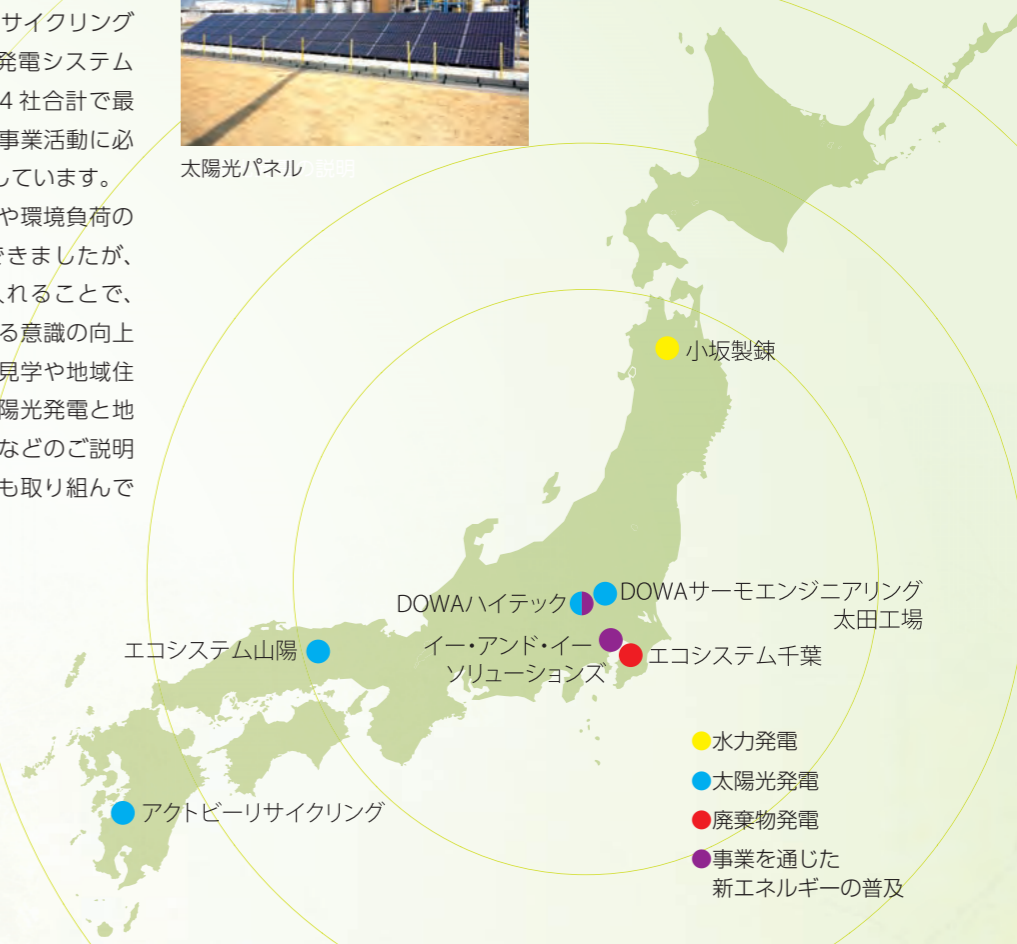 サイクリング
発電システム
4 社合計で最
事業活動に必
しています。
や環境負荷の
できましたが、
入れることで、
る意識の向上
見学や地域住
陽光発電と地
などのご説明
も取り組んで
太陽光パネルの説明
小坂製錬
DOWAハイテック
DOWAサーモエンジニアリング
太田工場
イー・アンド・イー
ソリューションズ
エコシステム千葉
エコシステム山陽
アクトビーリサイクリング
水力発電
太陽光発電
廃棄物発電
事業を通じた
新エネルギーの普及